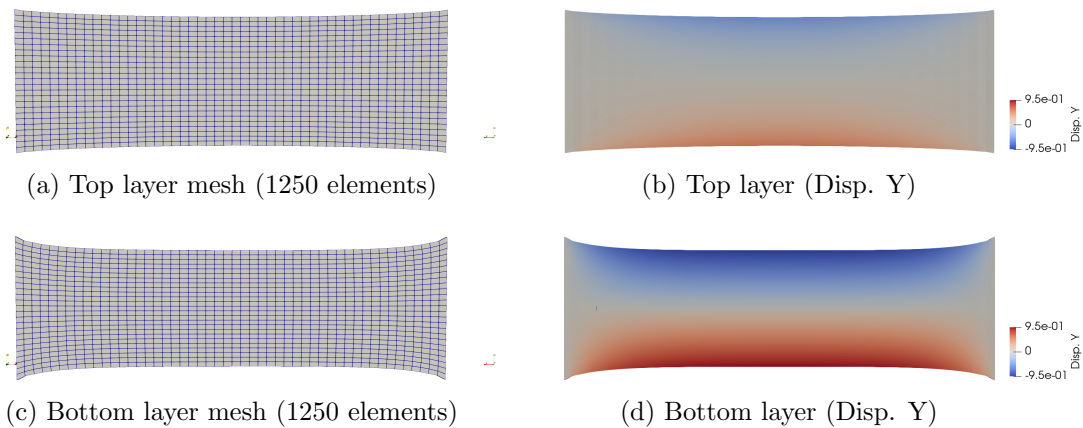 9.5e-01
0
-9.5e-01
Disp. Y
(a) Top layer mesh (1250 elements)
(b) Top layer (Disp. Y)
9.5e-01
0
-9.5e-01
Disp. Y
(c) Bottom layer mesh (1250 elements)
(d) Bottom layer (Disp. Y)